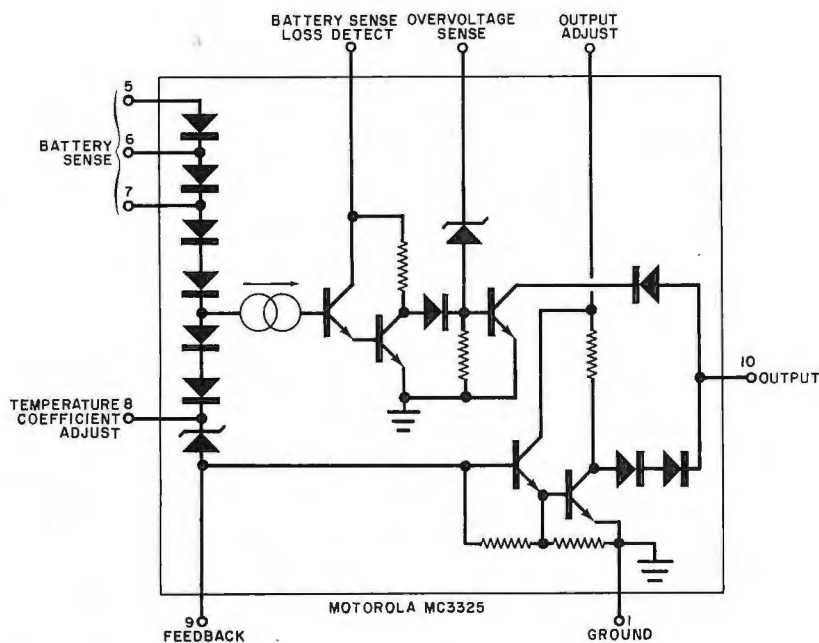 BATTERY SENSE
LOSS DETECT
OVERVOLTAGE
SENSE
OUTPUT
ADJUST
5
BATTERY
SENSE
6
7
TEMPERATURE
COEFFICIENT
ADJUST
8
10
OUTPUT
MOTOROLA MC3325
9
FEEDBACK
1
GROUND